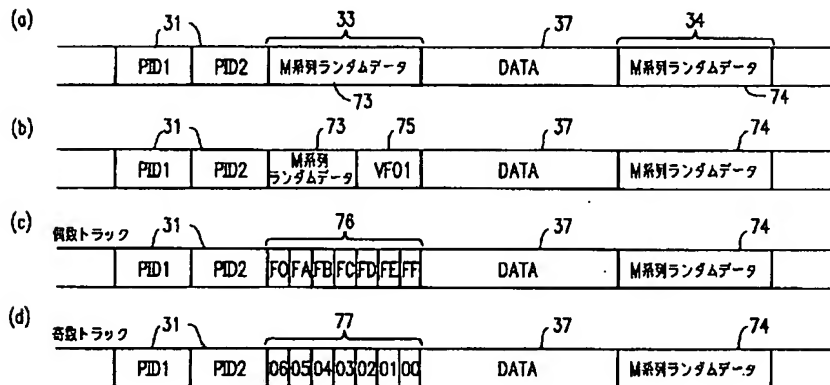 (a) 31 33 37 34
PID1 PID2 M系列ランダムデータ DATA M系列ランダムデータ
73 74
(b) 31 73 75 37 74
PID1 PID2 M系列ランダムデータ VFO1 DATA M系列ランダムデータ
(c) 偶数トラック 31 76 37 74
PID1 PID2 F0 FA FB FC FD FE FF DATA M系列ランダムデータ
(d) 奇数トラック 31 77 37 74
PID1 PID2 06 05 04 03 02 01 00 DATA M系列ランダムデータ